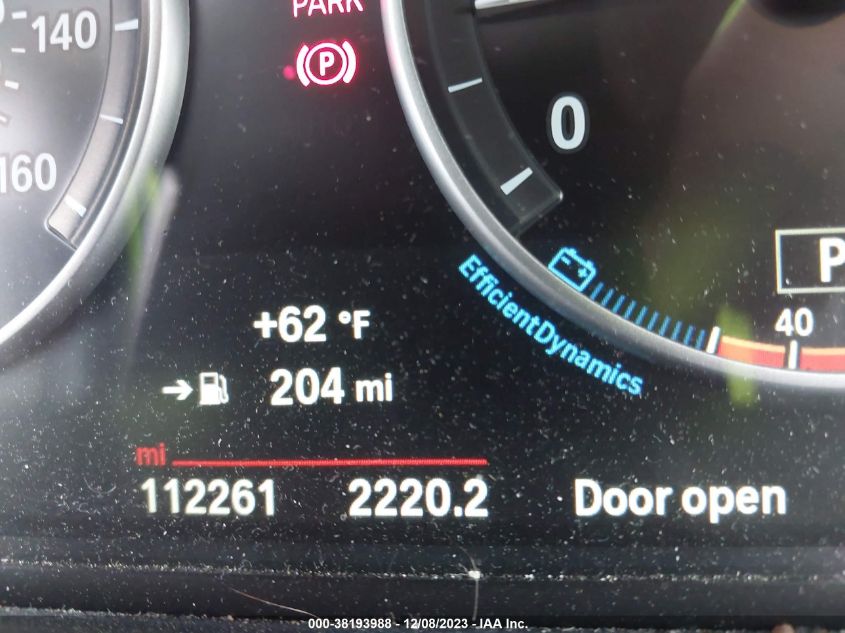 PARK
140
P
160
0
P
+62 °F
EfficientDynamics
40
204 mi
mi
112261 2220.2 Door open
000-38193988 - 12/08/2023 - IAA Inc.